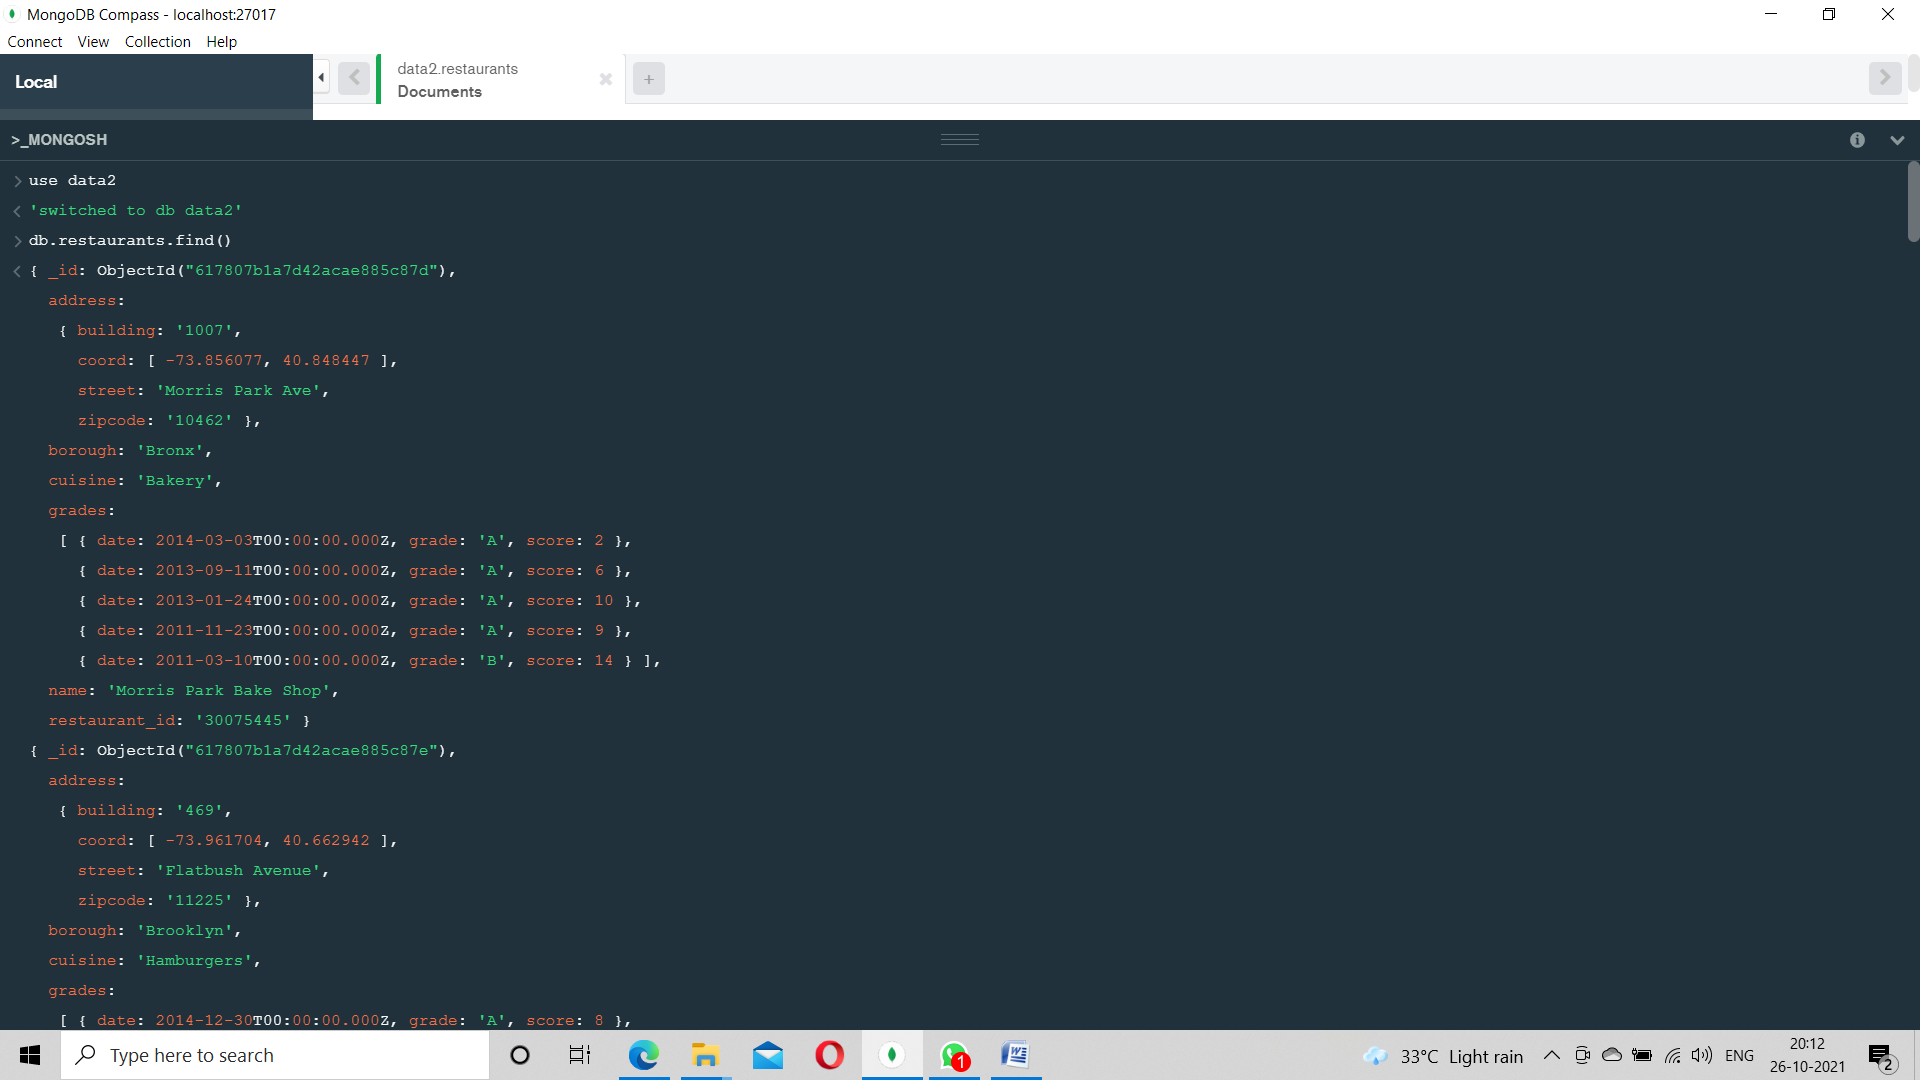 MongoDB Compass - localhost:27017
Connect View Collection Help
Local
data2.restaurants
Documents
+
>_MONGOSH
> use data2
< 'switched to db data2'
> db.restaurants.find()
< { _id: ObjectId("617807b1a7d42acae885c87d"),
address:
{ building: '1007',
coord: [ -73.856077, 40.848447 ],
street: 'Morris Park Ave',
zipcode: '10462' },
borough: 'Bronx',
cuisine: 'Bakery',
grades:
[ { date: 2014-03-03T00:00:00.000Z, grade: 'A', score: 2 },
{ date: 2013-09-11T00:00:00.000Z, grade: 'A', score: 6 },
{ date: 2013-01-24T00:00:00.000Z, grade: 'A', score: 10 },
{ date: 2011-11-23T00:00:00.000Z, grade: 'A', score: 9 },
{ date: 2011-03-10T00:00:00.000Z, grade: 'B', score: 14 } ],
name: 'Morris Park Bake Shop',
restaurant_id: '30075445' }
{ _id: ObjectId("617807b1a7d42acae885c87e"),
address:
{ building: '469',
coord: [ -73.961704, 40.662942 ],
street: 'Flatbush Avenue',
zipcode: '11225' },
borough: 'Brooklyn',
cuisine: 'Hamburgers',
grades:
[ { date: 2014-12-30T00:00:00.000Z, grade: 'A', score: 8 },
Type here to search
1
33°C Light rain
ENG
20:12
26-10-2021
2